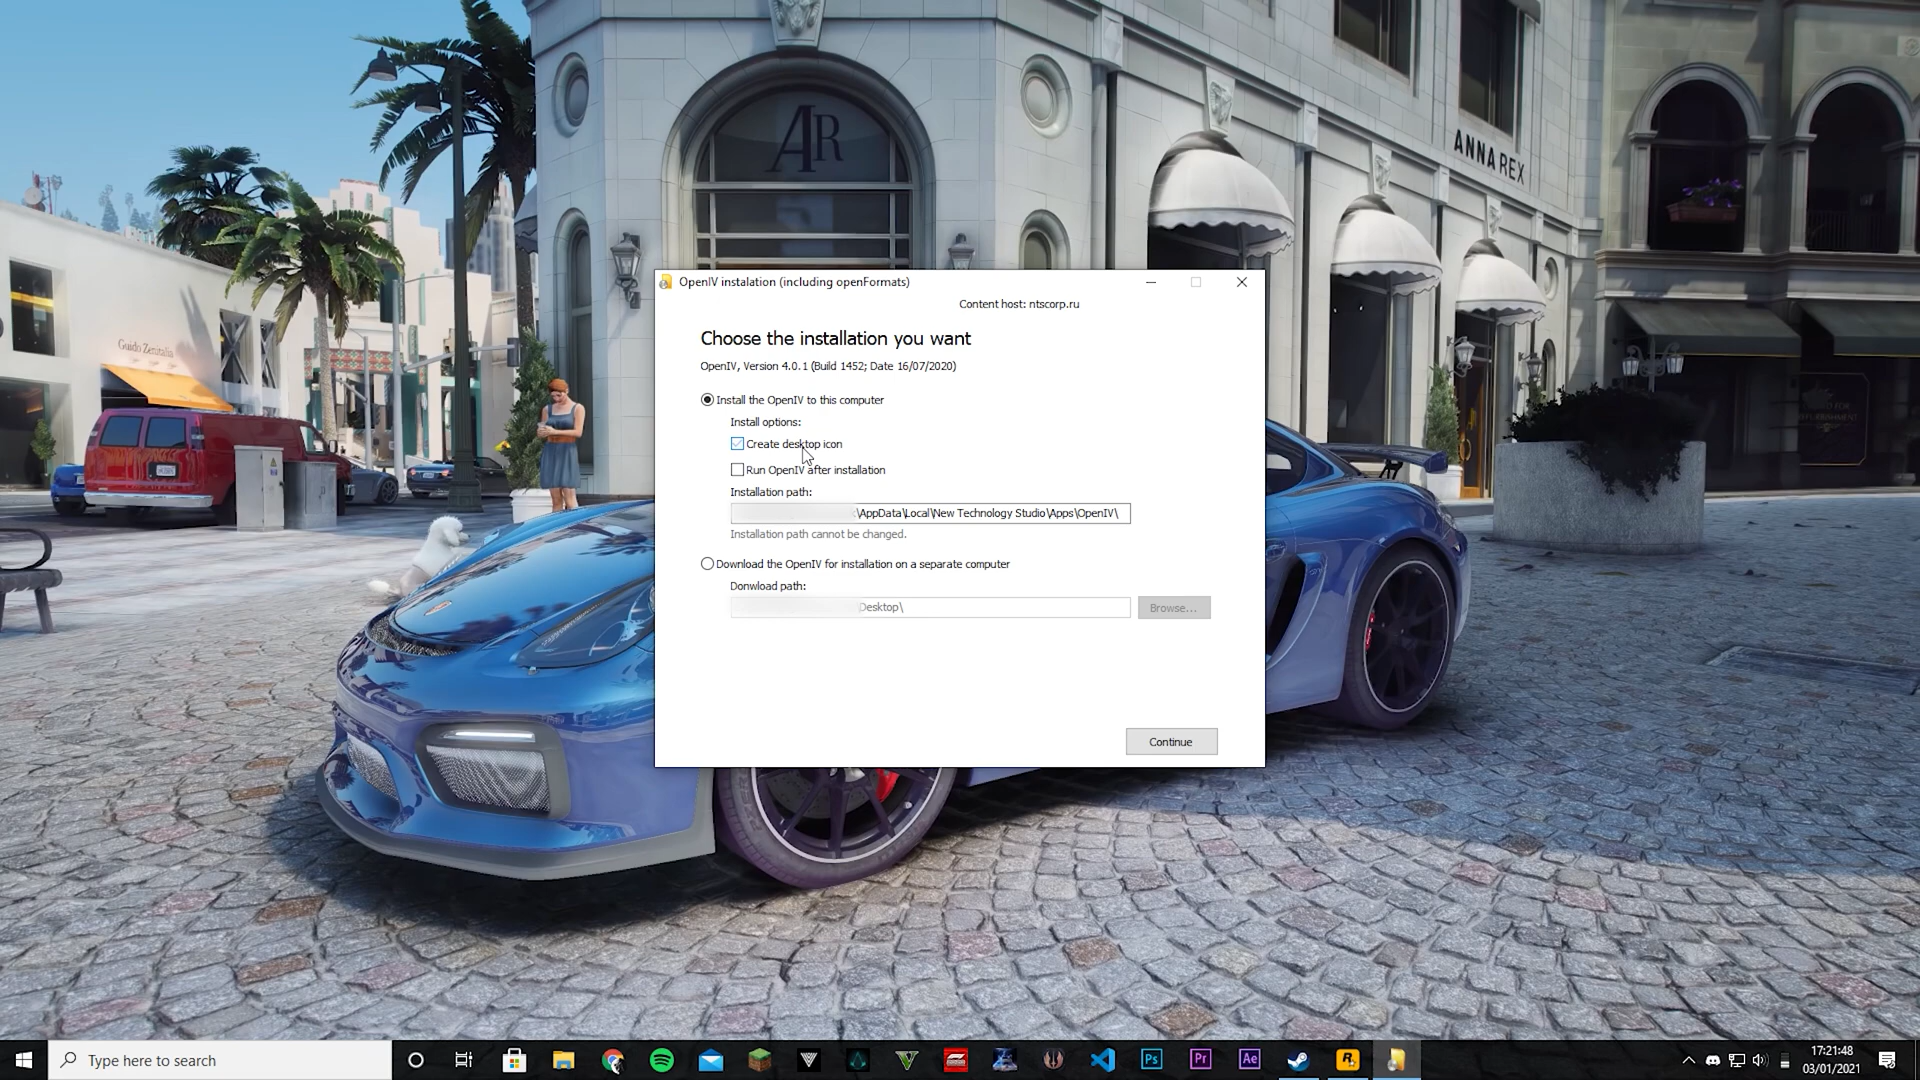 AR
ANNA REX
Guido Zenitalia
OpenIV instalation (including openFormats)
Content host: ntscorp.ru
Choose the installation you want
OpenIV, Version 4.0.1 (Build 1452; Date 16/07/2020)
Install the OpenIV to this computer
Install options:
Create desktop icon
Run OpenIV after installation
Installation path:
\AppData\Local\New Technology Studio\Apps\OpenIV\
Installation path cannot be changed.
Download the OpenIV for installation on a separate computer
Donwload path:
Desktop\
Browse...
Continue
Type here to search
Ps
Pr
Ae
R
17:21:48
03/01/2021